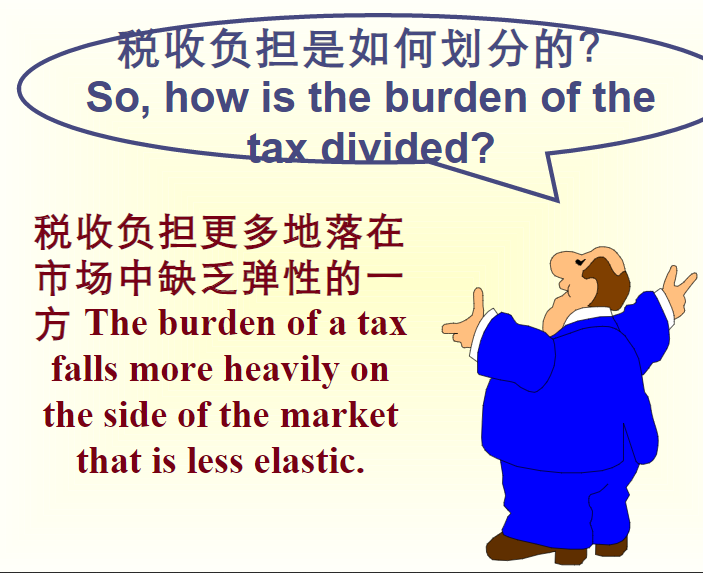 税收负担是如何划分的？
So, how is the burden of the
tax divided?
税收负担更多地落在
市场中缺乏弹性的一
方 The burden of a tax
falls more heavily on
the side of the market
that is less elastic.